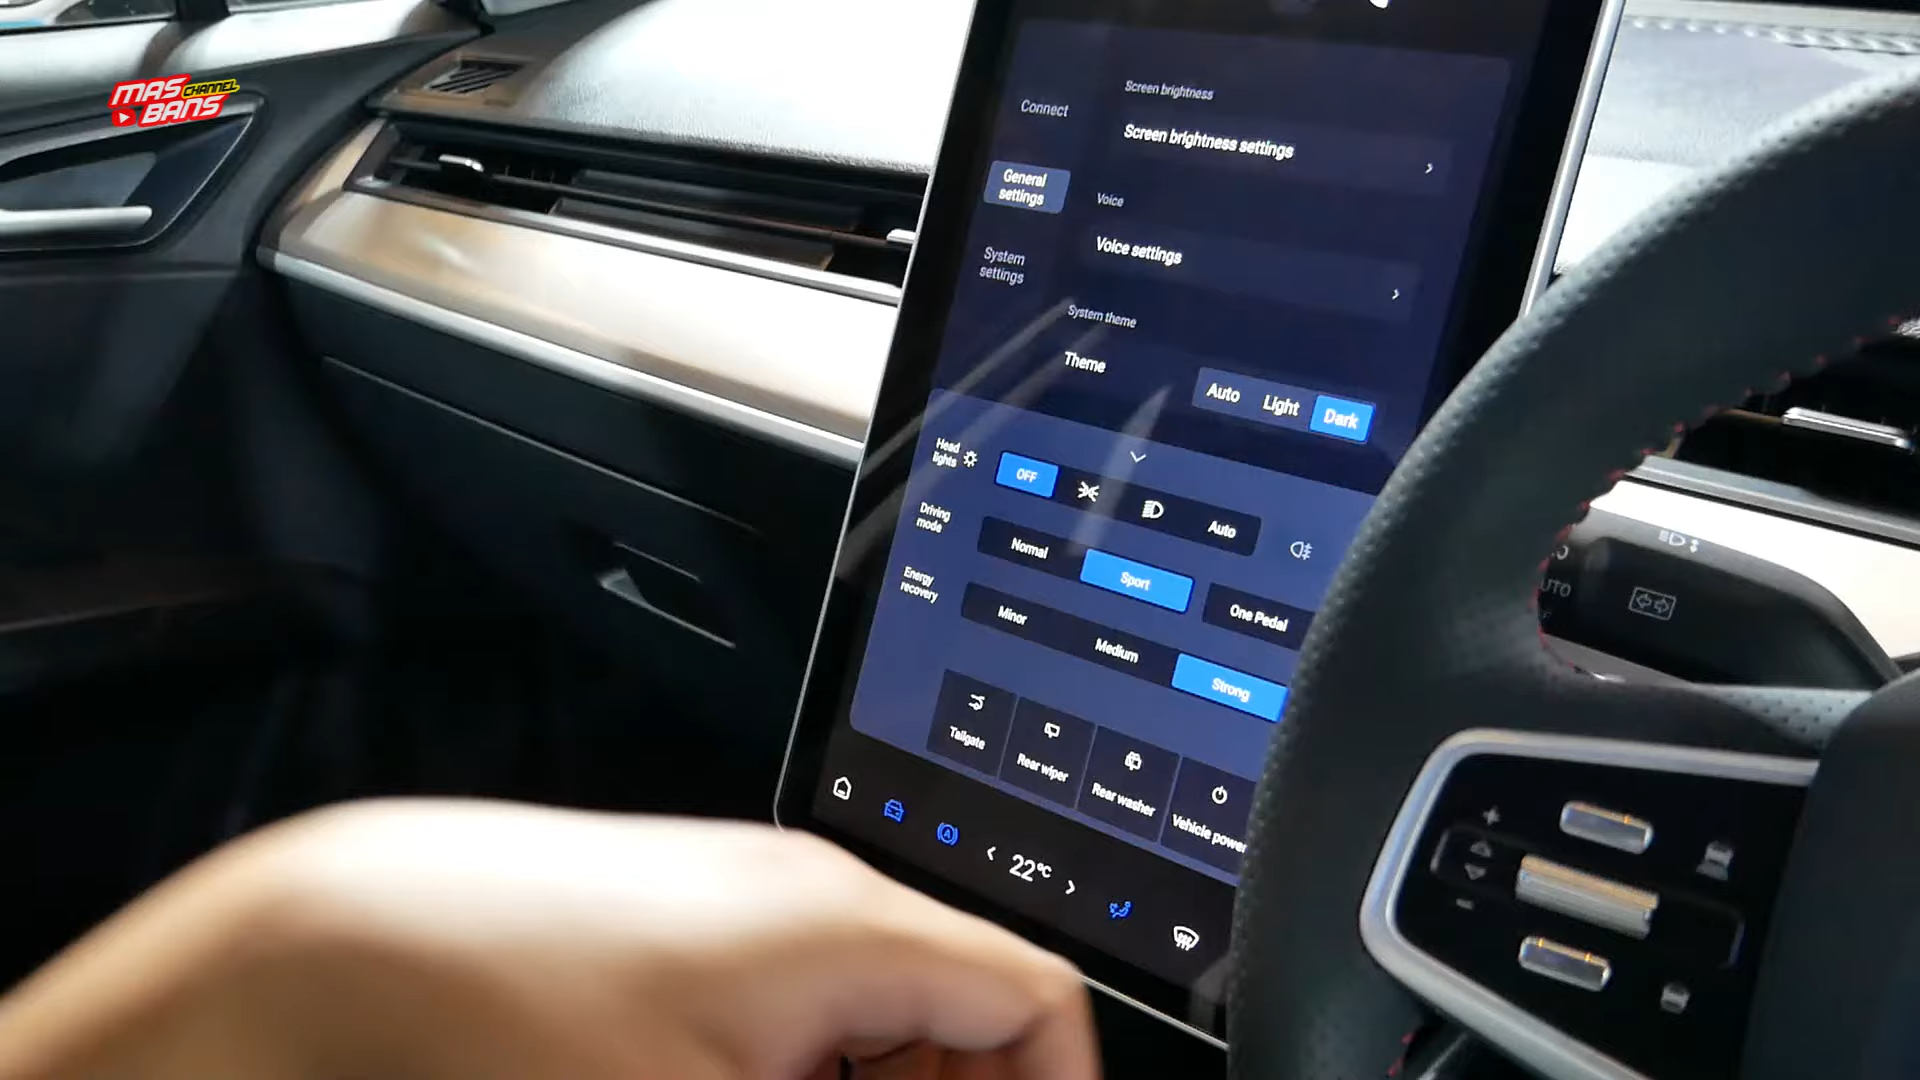 MAS CHANNEL
BANS
Screen brightness
Connect
Screen brightness settings
General
settings
Voice
Voice settings
System
settings
System theme
Theme
Auto Light Dark
Head
lights
OFF
Auto
Driving
mode
Normal Sport One Pedal
Energy
recovery
Minor Medium Strong
Tailgate Rear wiper Rear washer Vehicle power
A
22°C